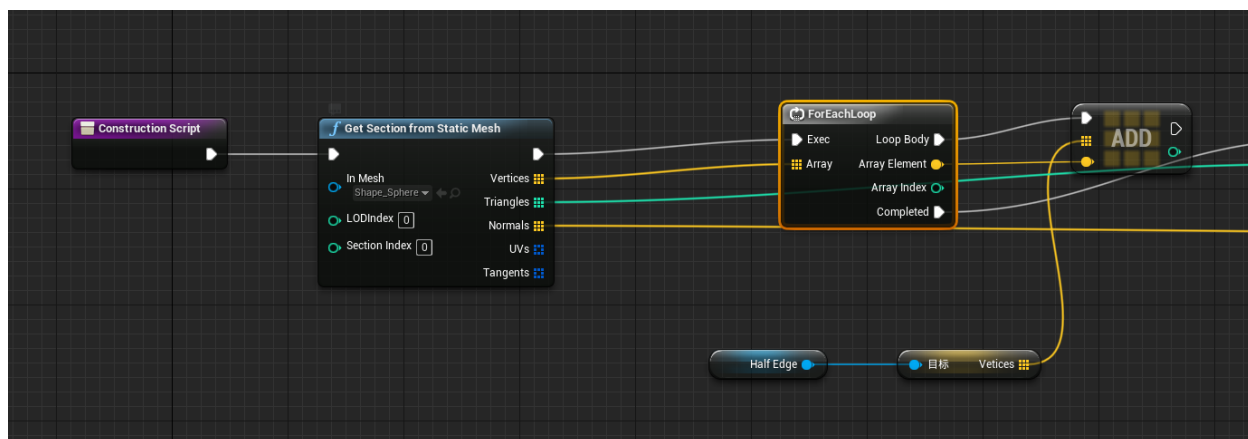 Construction Script
Get Section from Static Mesh
In Mesh
Shape_Sphere
LODIndex 0
Section Index 0
Vertices
Triangles
Normals
UVs
Tangents
ForEachLoop
Exec
Array
Loop Body
Array Element
Array Index
Completed
ADD
Half Edge
目标 Vetices